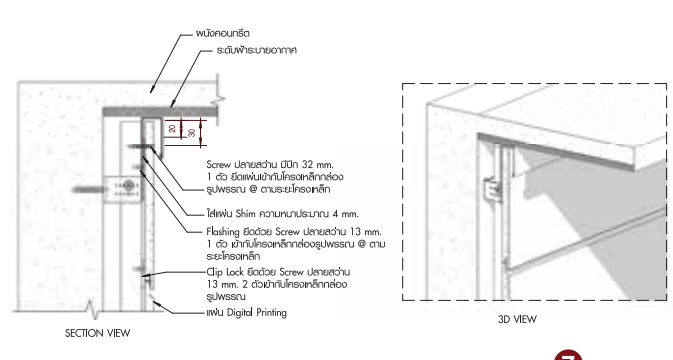 ผนังคอนกรีต
ระดับฝ้าระบายอากาศ
20
30
Screw ปลายสว่าน มีปีก 32 mm.
1 ตัว ยึดแผ่นเข้ากับโครงเหล็กกล่อง
รูปพรรณ @ ตามระยะโครงเหล็ก
ใส่แผ่น Shim ความหนาประมาณ 4 mm.
Flashing ยึดด้วย Screw ปลายสว่าน 13 mm.
1 ตัว เข้ากับโครงเหล็กกล่องรูปพรรณ @ ตาม
ระยะโครงเหล็ก
Clip Lock ยึดด้วย Screw ปลายสว่าน
13 mm. 2 ตัวเข้ากับโครงเหล็กกล่อง
รูปพรรณ
แผ่น Digital Printing
SECTION VIEW
3D VIEW